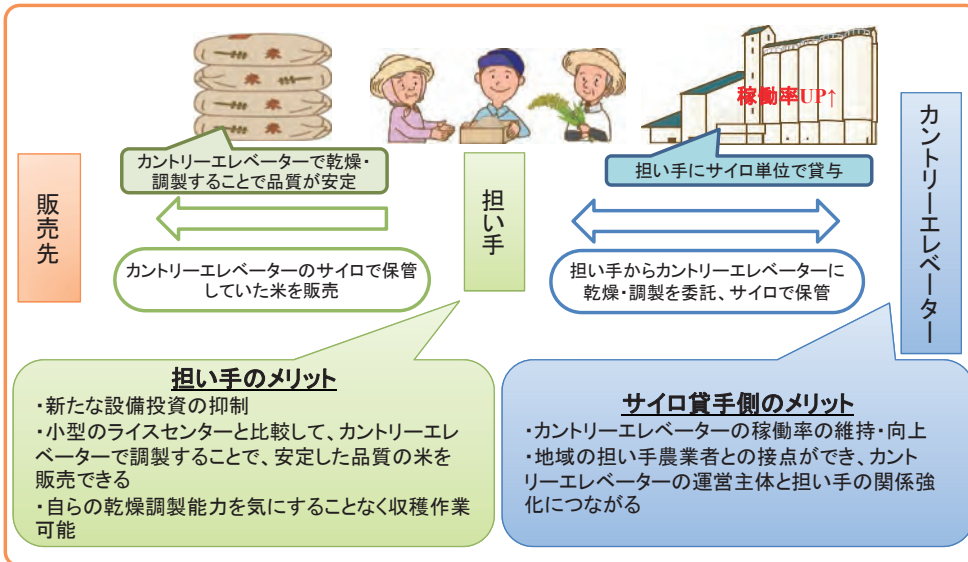 米
米
米
米
稼働率UP↑
カントリーエレベーター
カントリーエレベーターで乾燥・
調製することで品質が安定
担い手にサイロ単位で貸与
販売先
担い手
カントリーエレベーターのサイロで保管
していた米を販売
担い手からカントリーエレベーターに
乾燥・調製を委託、サイロで保管
担い手のメリット
・新たな設備投資の抑制
・小型のライスセンターと比較して、カントリーエレ
ベーターで調製することで、安定した品質の米を
販売できる
・自らの乾燥調製能力を気にすることなく収穫作業
可能
サイロ貸手側のメリット
・カントリーエレベーターの稼働率の維持・向上
・地域の担い手農業者との接点ができ、カント
リーエレベーターの運営主体と担い手の関係強
化につながる